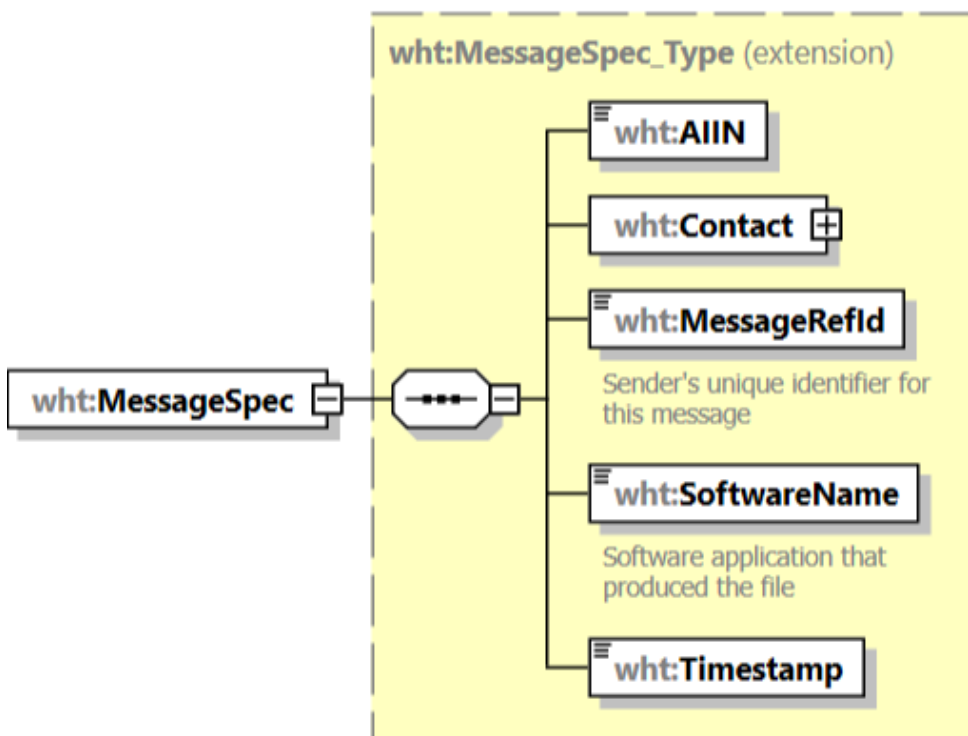 wht:MessageSpec_Type (extension)
wht:AIIN
wht:Contact
wht:MessageRefId
Sender's unique identifier for
this message
wht:MessageSpec
wht:SoftwareName
Software application that
produced the file
wht:Timestamp